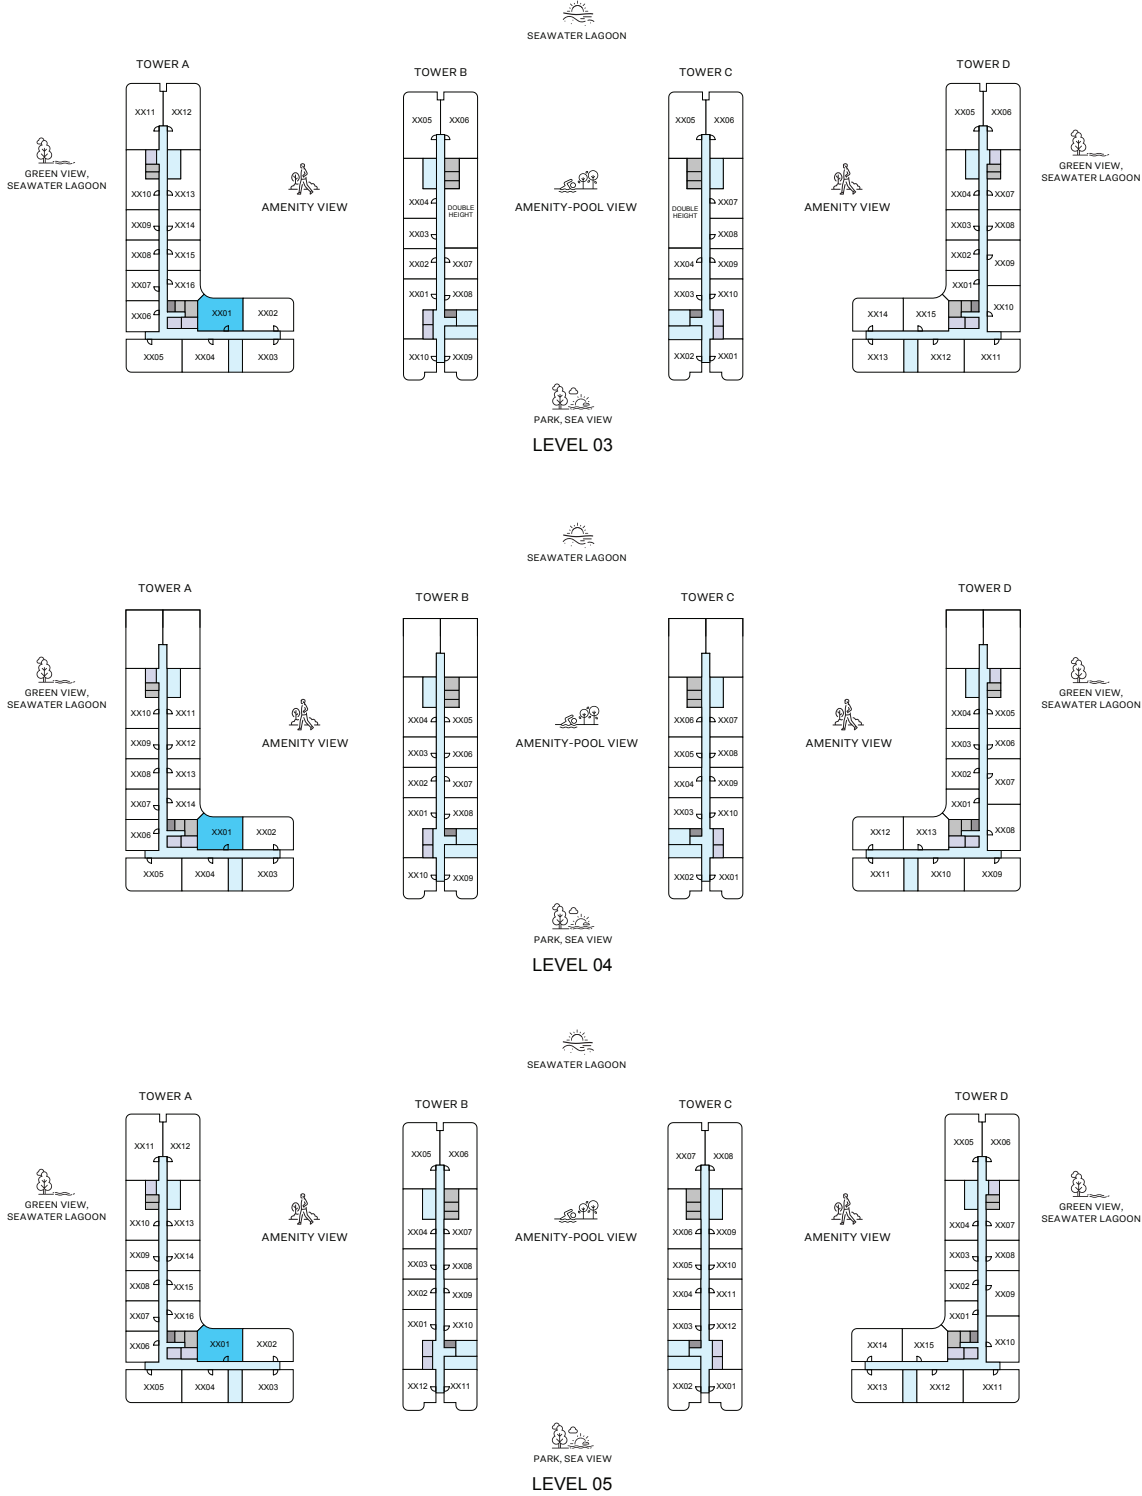 SEAWATER LAGOON
TOWER A
TOWER B
TOWER C
TOWER D
GREEN VIEW,
SEAWATER LAGOON
AMENITY VIEW
AMENITY-POOL VIEW
AMENITY VIEW
GREEN VIEW,
SEAWATER LAGOON
XX11 XX12
XX10 XX13
XX09 XX14
XX08 XX15
XX07 XX16
XX06 XX01 XX02
XX05 XX04 XX03
XX05 XX06
XX04 DOUBLE
HEIGHT
XX03
XX02 XX07
XX01 XX08
XX10 XX09
XX05 XX06
DOUBLE
HEIGHT XX07
XX08
XX04 XX09
XX03 XX10
XX02 XX01
XX05 XX06
XX04 XX07
XX03 XX08
XX02 XX09
XX01
XX10
XX14 XX15
XX13 XX12 XX11
PARK, SEA VIEW
LEVEL 03
SEAWATER LAGOON
TOWER A
TOWER B
TOWER C
TOWER D
GREEN VIEW,
SEAWATER LAGOON
AMENITY VIEW
AMENITY-POOL VIEW
AMENITY VIEW
GREEN VIEW,
SEAWATER LAGOON
XX10 XX11
XX09 XX12
XX08 XX13
XX07 XX14
XX06 XX01 XX02
XX05 XX04 XX03
XX04 XX05
XX03 XX06
XX02 XX07
XX01 XX08
XX10 XX09
XX06 XX07
XX05 XX08
XX04 XX09
XX03 XX10
XX02 XX01
XX04 XX05
XX03 XX06
XX02 XX07
XX01
XX08
XX12 XX13
XX11 XX10 XX09
PARK, SEA VIEW
LEVEL 04
SEAWATER LAGOON
TOWER A
TOWER B
TOWER C
TOWER D
GREEN VIEW,
SEAWATER LAGOON
AMENITY VIEW
AMENITY-POOL VIEW
AMENITY VIEW
GREEN VIEW,
SEAWATER LAGOON
XX11 XX12
XX10 XX13
XX09 XX14
XX08 XX15
XX07 XX16
XX06 XX01 XX02
XX05 XX04 XX03
XX05 XX06
XX04 XX07
XX03 XX08
XX02 XX09
XX01 XX10
XX12 XX11
XX07 XX08
XX06 XX09
XX05 XX10
XX04 XX11
XX03 XX12
XX02 XX01
XX05 XX06
XX04 XX07
XX03 XX08
XX02 XX09
XX01
XX10
XX14 XX15
XX13 XX12 XX11
PARK, SEA VIEW
LEVEL 05